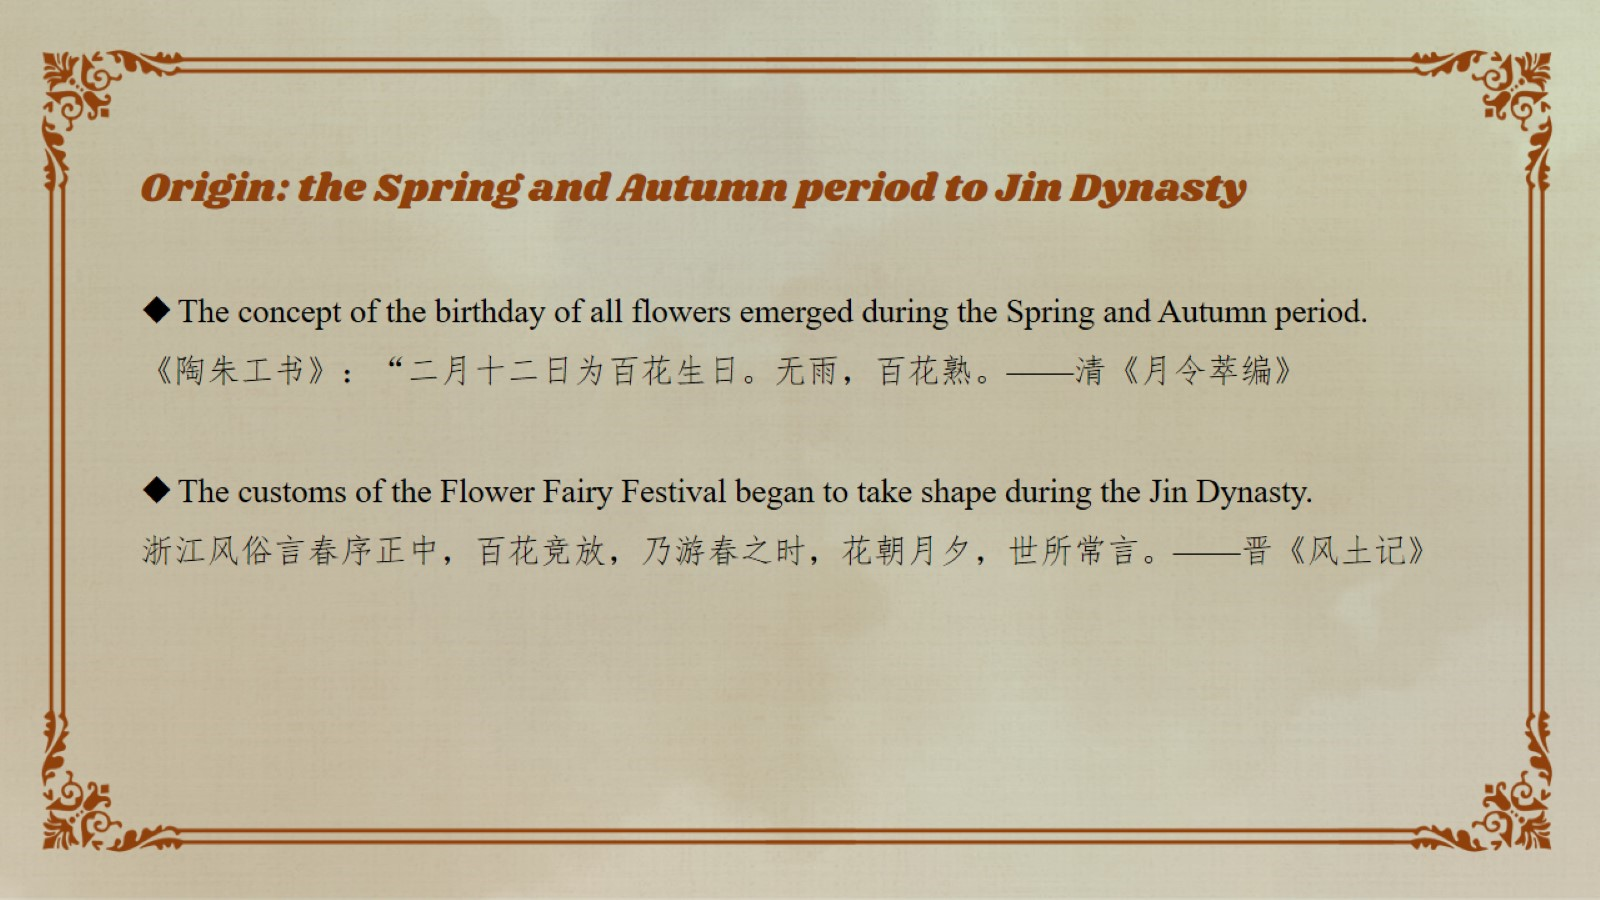 Origin: the Spring and Autumn period to Jin Dynasty
◆ The concept of the birthday of all flowers emerged during the Spring and Autumn period.
《陶朱工书》：“二月十二日为百花生日。无雨，百花熟。——清《月令萃编》
◆ The customs of the Flower Fairy Festival began to take shape during the Jin Dynasty.
浙江风俗言春序正中，百花竞放，乃游春之时，花朝月夕，世所常言。——晋《风土记》